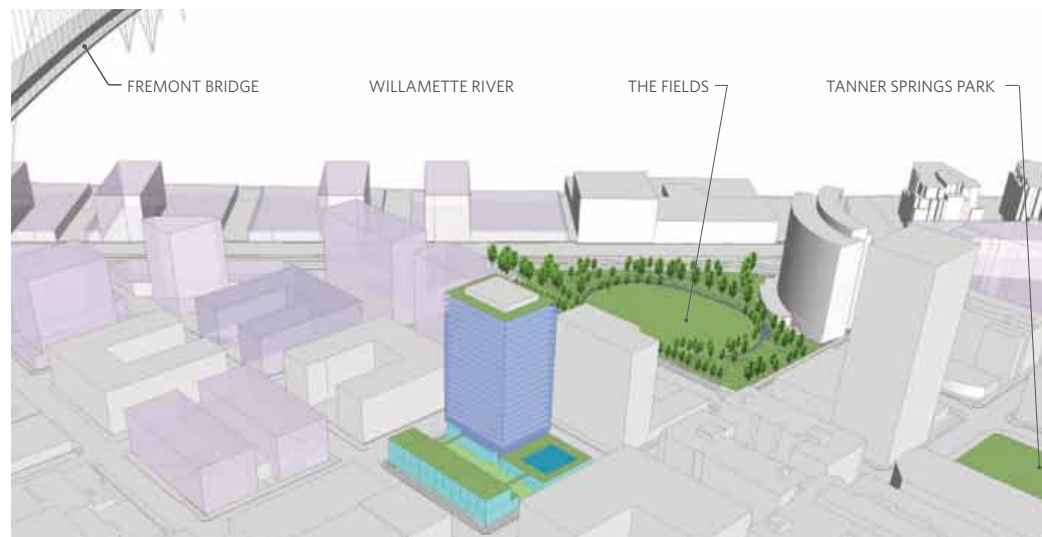 FREMONT BRIDGE
WILLAMETTE RIVER
THE FIELDS
TANNER SPRINGS PARK